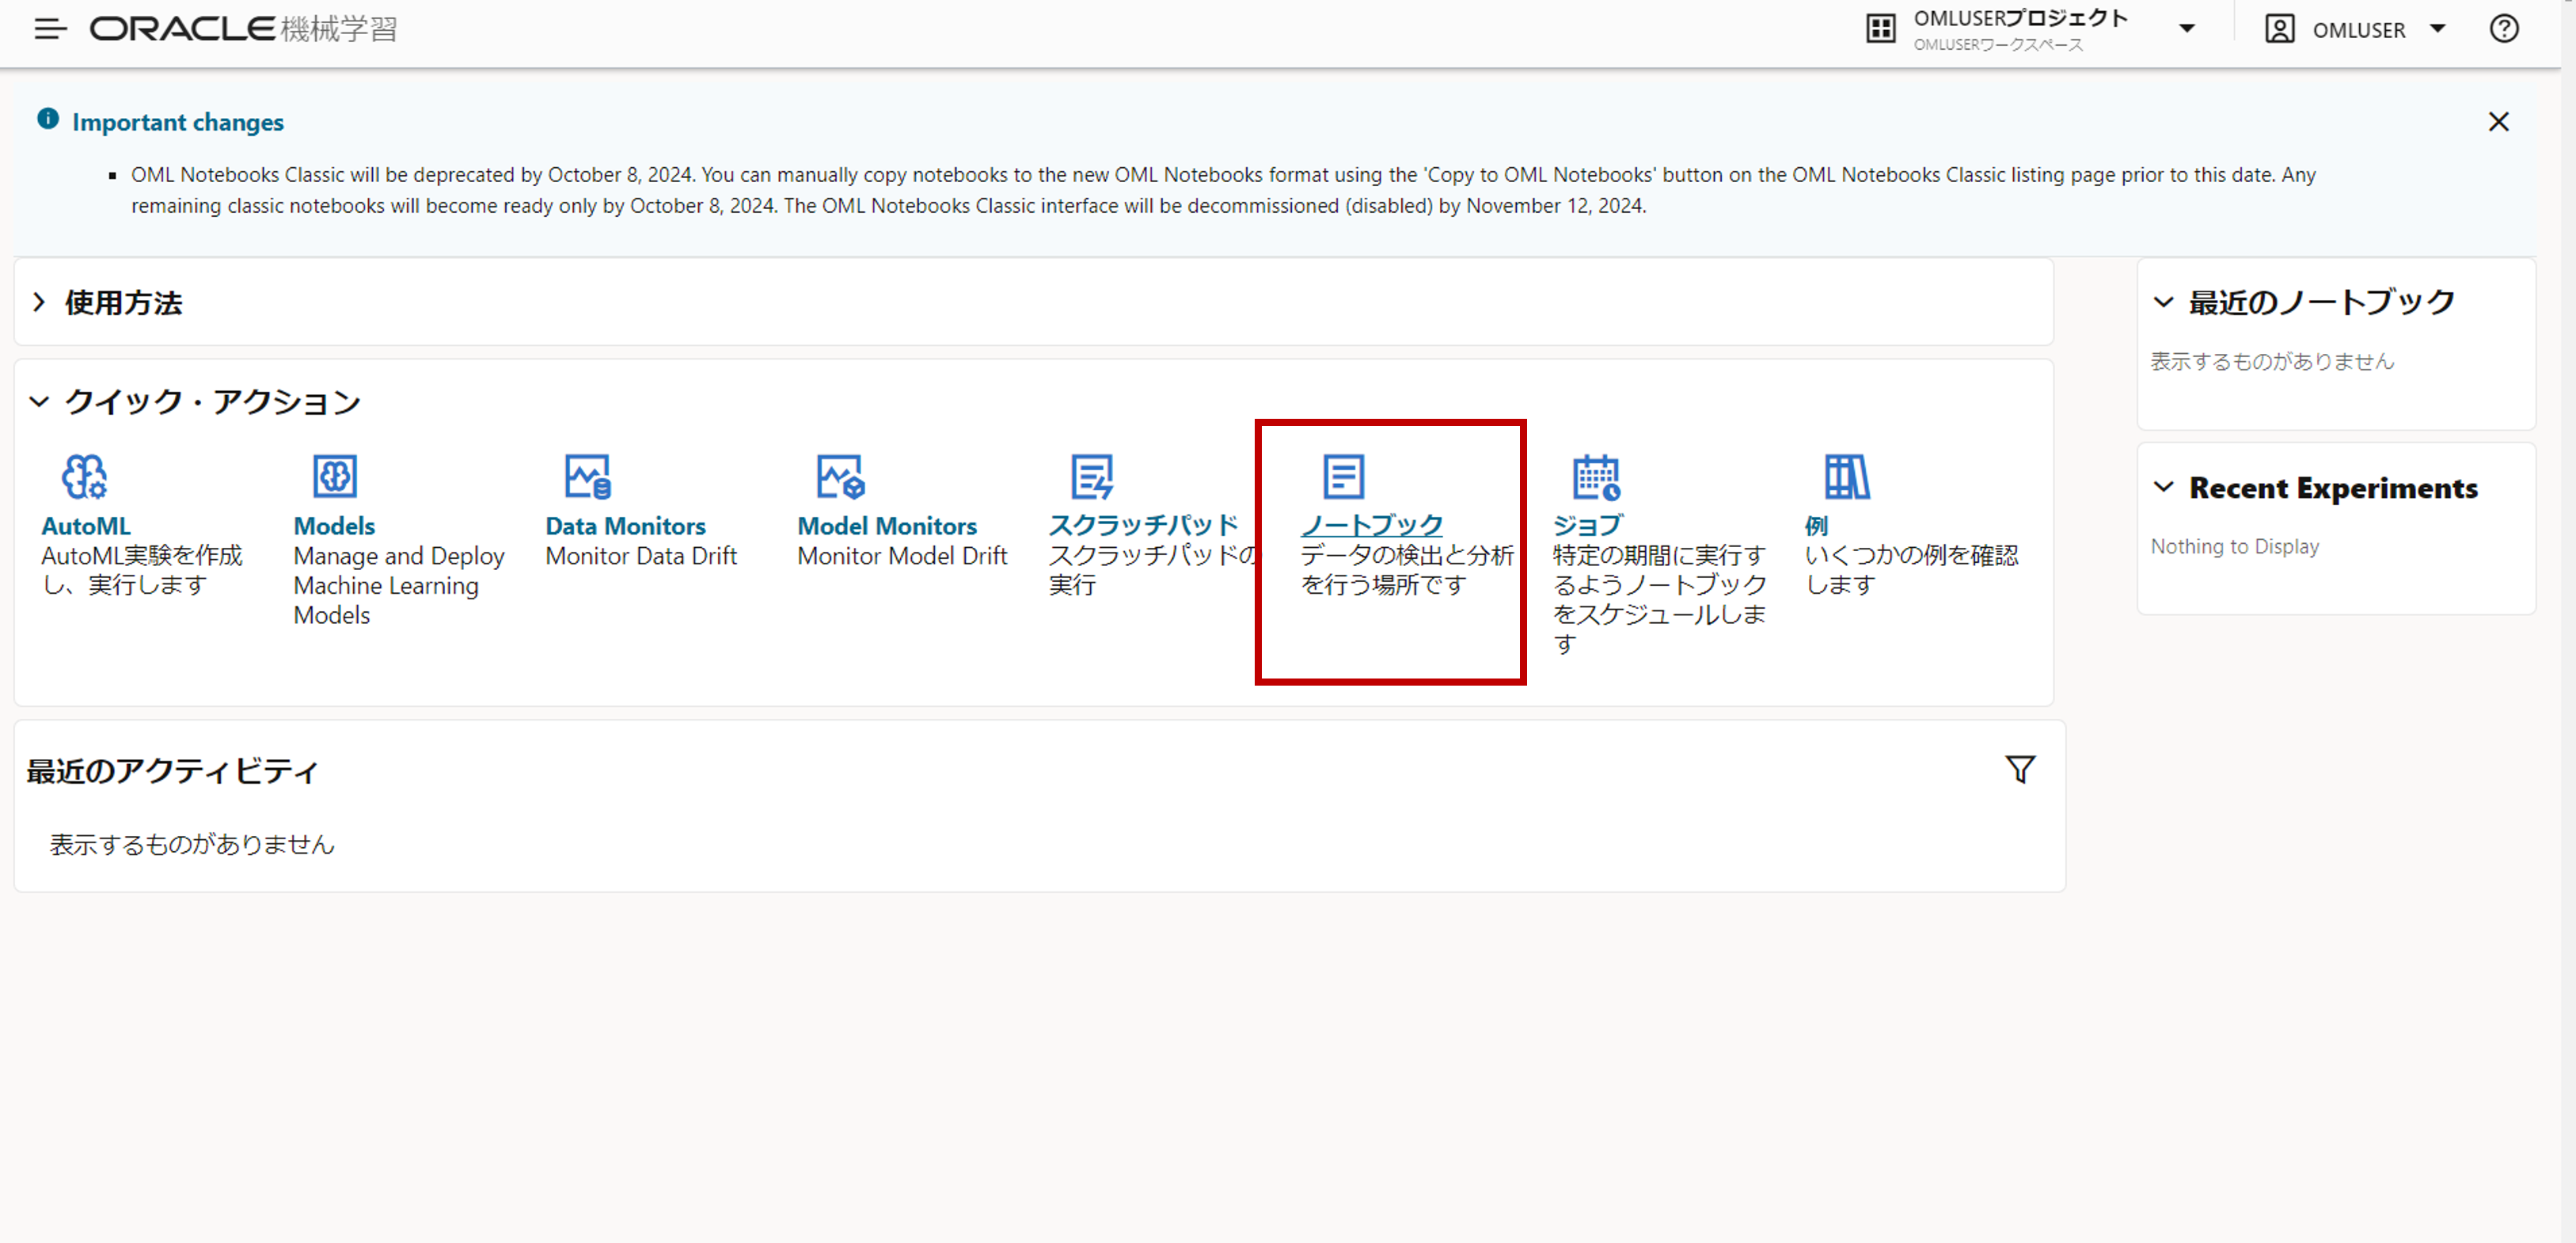 ORACLE 機械学習
OMLUSERプロジェクト
OMLUSERワークスペース
OMLUSER
Important changes
▪ OML Notebooks Classic will be deprecated by October 8, 2024. You can manually copy notebooks to the new OML Notebooks format using the 'Copy to OML Notebooks' button on the OML Notebooks Classic listing page prior to this date. Any
remaining classic notebooks will become ready only by October 8, 2024. The OML Notebooks Classic interface will be decommissioned (disabled) by November 12, 2024.
使用方法
クイック・アクション
AutoML
AutoML実験を作成
し、実行します
Models
Manage and Deploy
Machine Learning
Models
Data Monitors
Monitor Data Drift
Model Monitors
Monitor Model Drift
スクラッチパッド
スクラッチパッドの
実行
ノートブック
データの検出と分析
を行う場所です
ジョブ
特定の期間に実行す
るようノートブック
をスケジュールしま
す
例
いくつかの例を確認
します
最近のアクティビティ
表示するものがありません
最近のノートブック
表示するものがありません
Recent Experiments
Nothing to Display